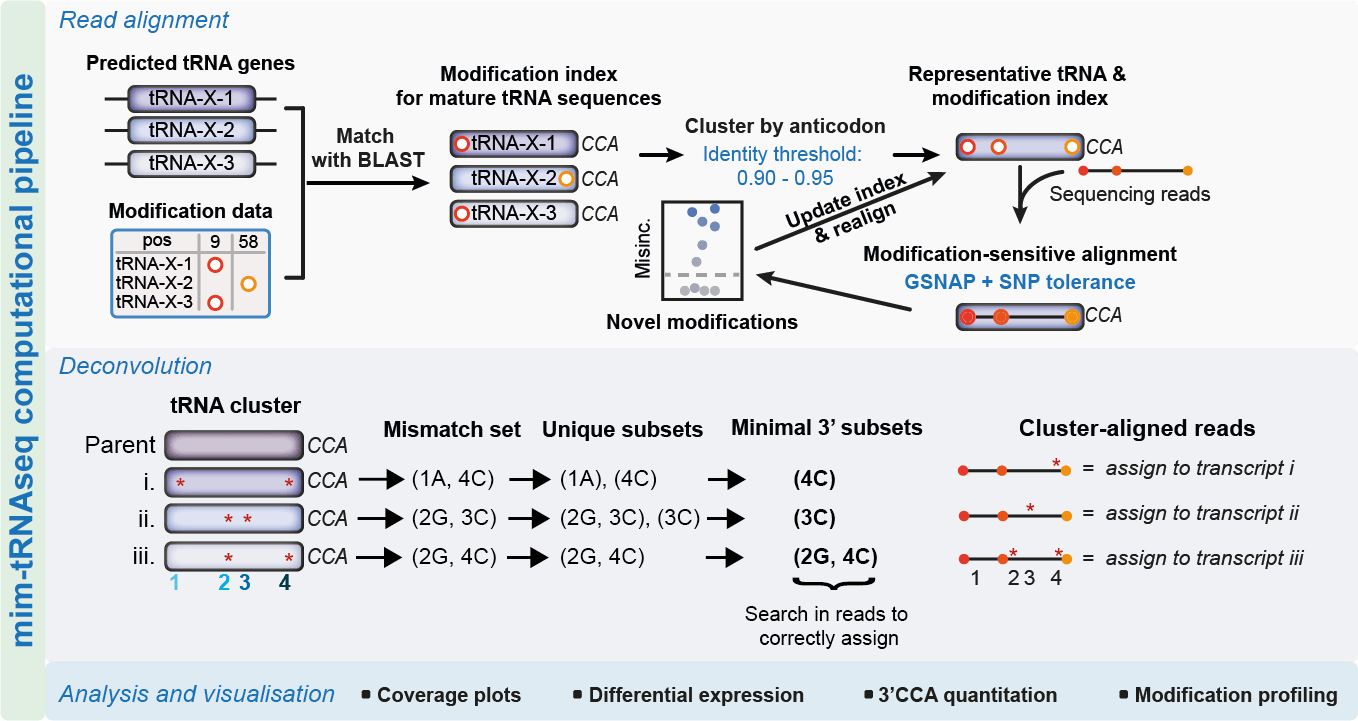 mim-tRNAseq computational pipeline
Read alignment
Predicted tRNA genes
tRNA-X-1
tRNA-X-2
tRNA-X-3
Modification data
pos 9 58
tRNA-X-1
tRNA-X-2
tRNA-X-3
Match
with BLAST
Modification index
for mature tRNA sequences
tRNA-X-1 CCA
tRNA-X-2 CCA
tRNA-X-3 CCA
Cluster by anticodon
Identity threshold:
0.90 - 0.95
Misinc.
Novel modifications
Update index
& realign
Representative tRNA &
modification index
CCA
Sequencing reads
Modification-sensitive alignment
GSNAP + SNP tolerance
CCA
Deconvolution
tRNA cluster
Mismatch set
Unique subsets
Minimal 3’ subsets
Cluster-aligned reads
Parent CCA
i. * * CCA (1A, 4C) (1A), (4C) (4C) * = assign to transcript i
ii. * * CCA (2G, 3C) (2G, 3C), (3C) (3C) * = assign to transcript ii
iii. * * CCA (2G, 4C) (2G, 4C) (2G, 4C) * * = assign to transcript iii
1 2 3 4
1 2 3 4
Search in reads to
correctly assign
Analysis and visualisation
▪ Coverage plots
▪ Differential expression
▪ 3’CCA quantitation
▪ Modification profiling